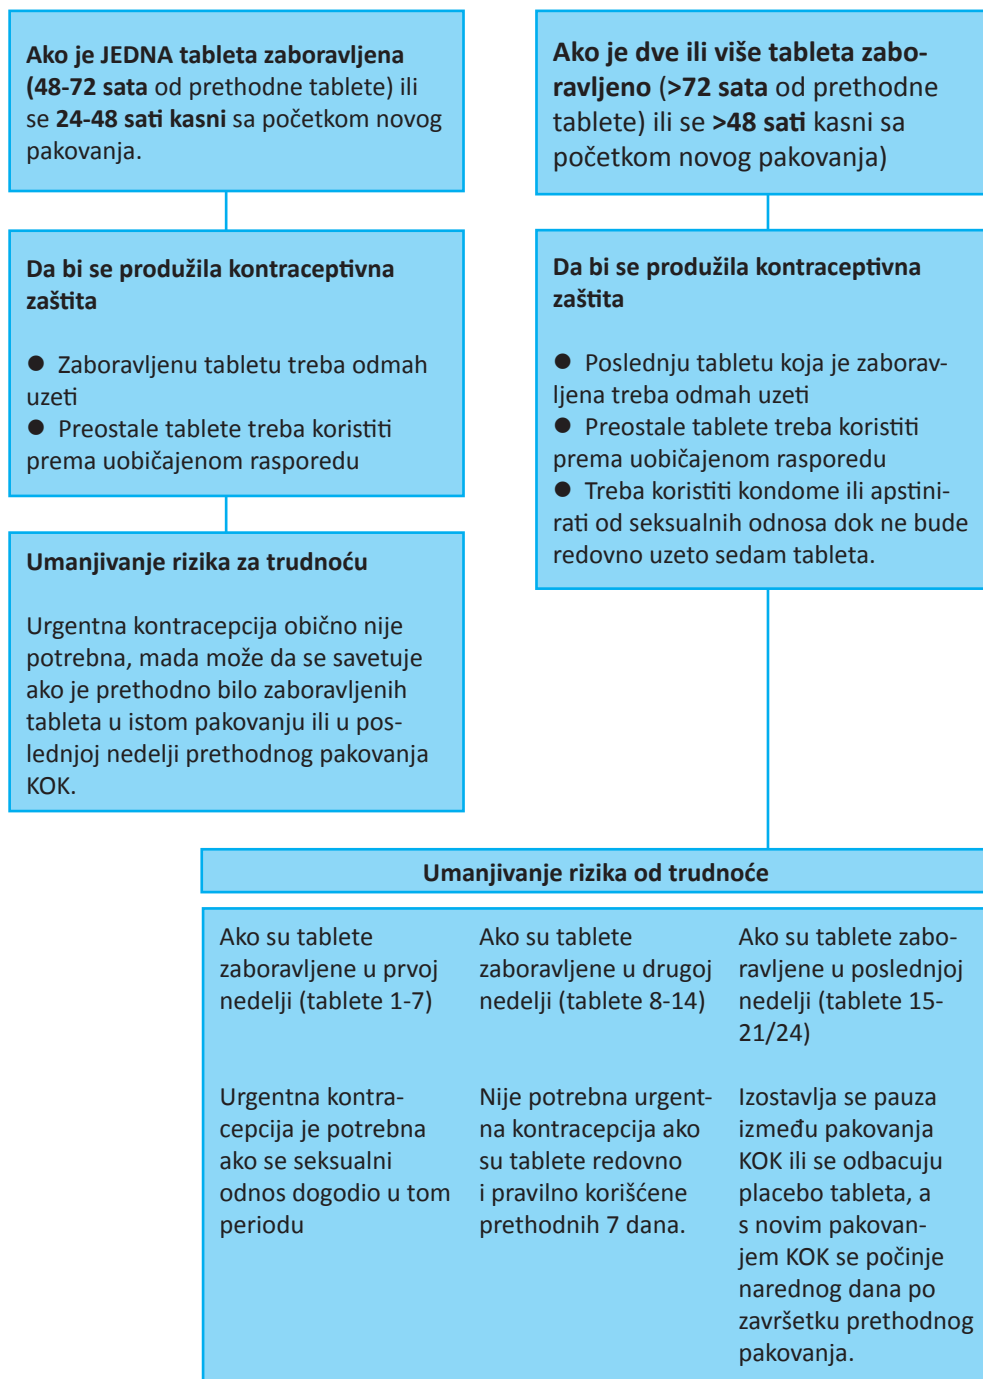 Ako je JEDNA tableta zaboravljena
(48-72 sata od prethodne tablete) ili
se 24-48 sati kasni sa početkom novog
pakovanja.
Da bi se produžila kontraceptivna
zaštita
● Zaboravljenu tabletu treba odmah
uzeti
● Preostale tablete treba koristiti
prema uobičajenom rasporedu
Umanjivanje rizika za trudnoću
Urgentna kontracepcija obično nije
potrebna, mada može da se savetuje
ako je prethodno bilo zaboravljenih
tableta u istom pakovanju ili u pos-
lednjoj nedelji prethodnog pakovanja
KOK.
Ako je dve ili više tableta zabo-
ravljeno (>72 sata od prethodne
tablete) ili se >48 sati kasni sa
početkom novog pakovanja)
Da bi se produžila kontraceptivna
zaštita
● Poslednju tabletu koja je zaborav-
ljena treba odmah uzeti
● Preostale tablete treba koristiti
prema uobičajenom rasporedu
● Treba koristiti kondome ili apstini-
rati od seksualnih odnosa dok ne bude
redovno uzeto sedam tableta.
Umanjivanje rizika od trudnoće
Ako su tablete
zaboravljene u prvoj
nedelji (tablete 1-7)
Urgentna kontra-
cepcija je potrebna
ako se seksualni
odnos dogodio u tom
periodu
Ako su tablete
zaboravljene u drugoj
nedelji (tablete 8-14)
Nije potrebna urgent-
na kontracepcija ako
su tablete redovno
i pravilno korišćene
prethodnih 7 dana.
Ako su tablete zabo-
ravljene u poslednjoj
nedelji (tablete 15-
21/24)
Izostavlja se pauza
između pakovanja
KOK ili se odbacuju
placebo tableta, a
s novim pakovan-
jem KOK se počinje
narednog dana po
završetku prethodnog
pakovanja.